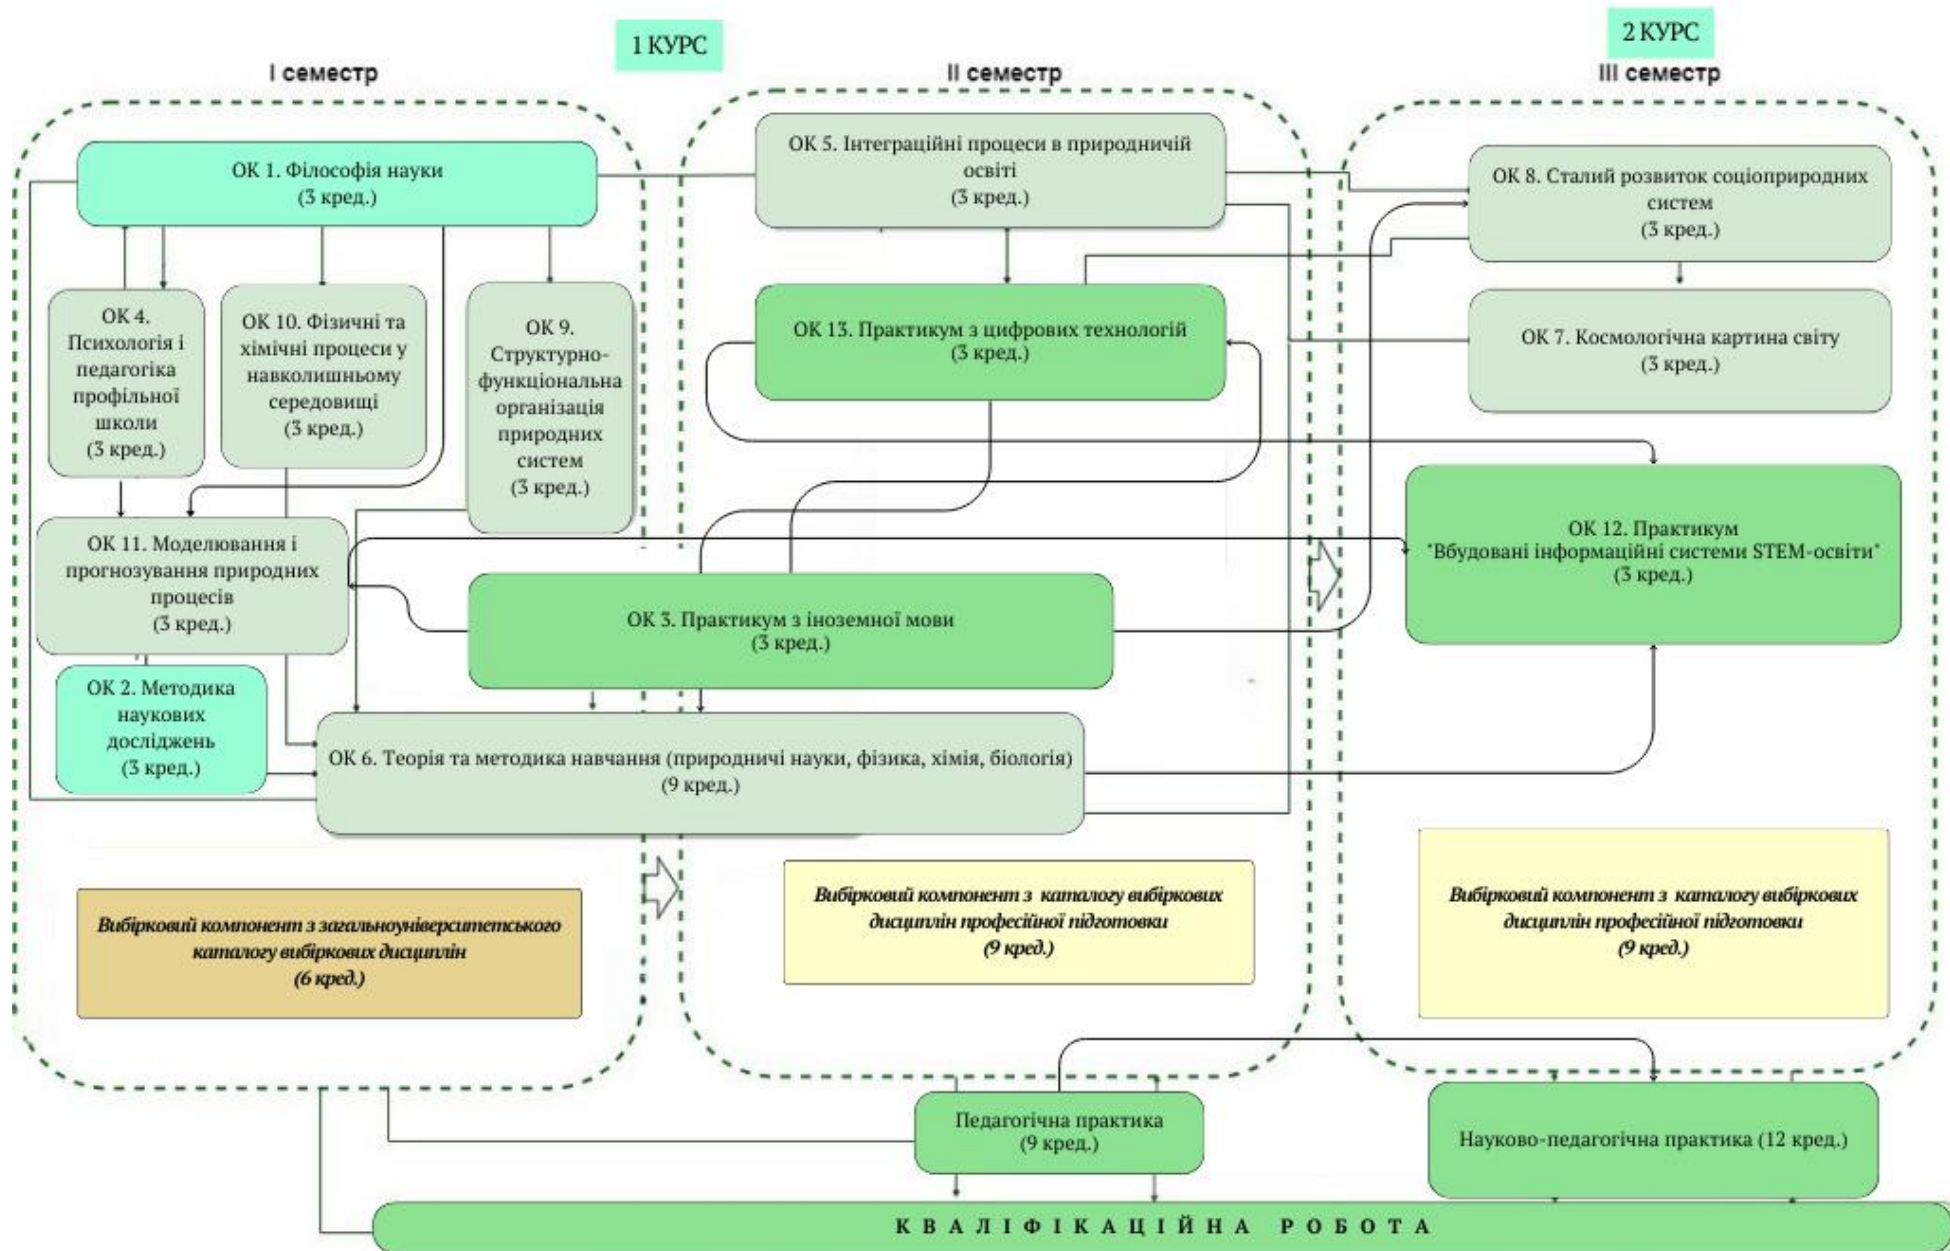 1 КУРС
2 КУРС
I семестр
II семестр
III семестр
ОК 1. Філософія науки
(3 кред.)
ОК 4.
Психологія і
педагогіка
профільної
школи
(3 кред.)
ОК 10. Фізичні та
хімічні процеси у
навколишньому
середовищі
(3 кред.)
ОК 9.
Структурно-
функціональна
організація
природних
систем
(3 кред.)
ОК 11. Моделювання і
прогнозування природних
процесів
(3 кред.)
ОК 2. Методика
наукових
досліджень
(3 кред.)
ОК 5. Інтеграційні процеси в природничій
освіті
(3 кред.)
ОК 13. Практикум з цифрових технологій
(3 кред.)
ОК 3. Практикум з іноземної мови
(3 кред.)
ОК 6. Теорія та методика навчання (природничі науки, фізика, хімія, біологія)
(9 кред.)
ОК 8. Сталий розвиток соціоприродних
систем
(3 кред.)
ОК 7. Космологічна картина світу
(3 кред.)
ОК 12. Практикум
"Вбудовані інформаційні системи STEM-освіти"
(3 кред.)
Вибірковий компонент з загальноуніверситетського
каталогу вибіркових дисциплін
(6 кред.)
Вибірковий компонент з каталогу вибіркових
дисциплін професійної підготовки
(9 кред.)
Вибірковий компонент з каталогу вибіркових
дисциплін професійної підготовки
(9 кред.)
Педагогічна практика
(9 кред.)
Науково-педагогічна практика (12 кред.)
К В А Л І Ф І К А Ц І Й Н А Р О Б О Т А